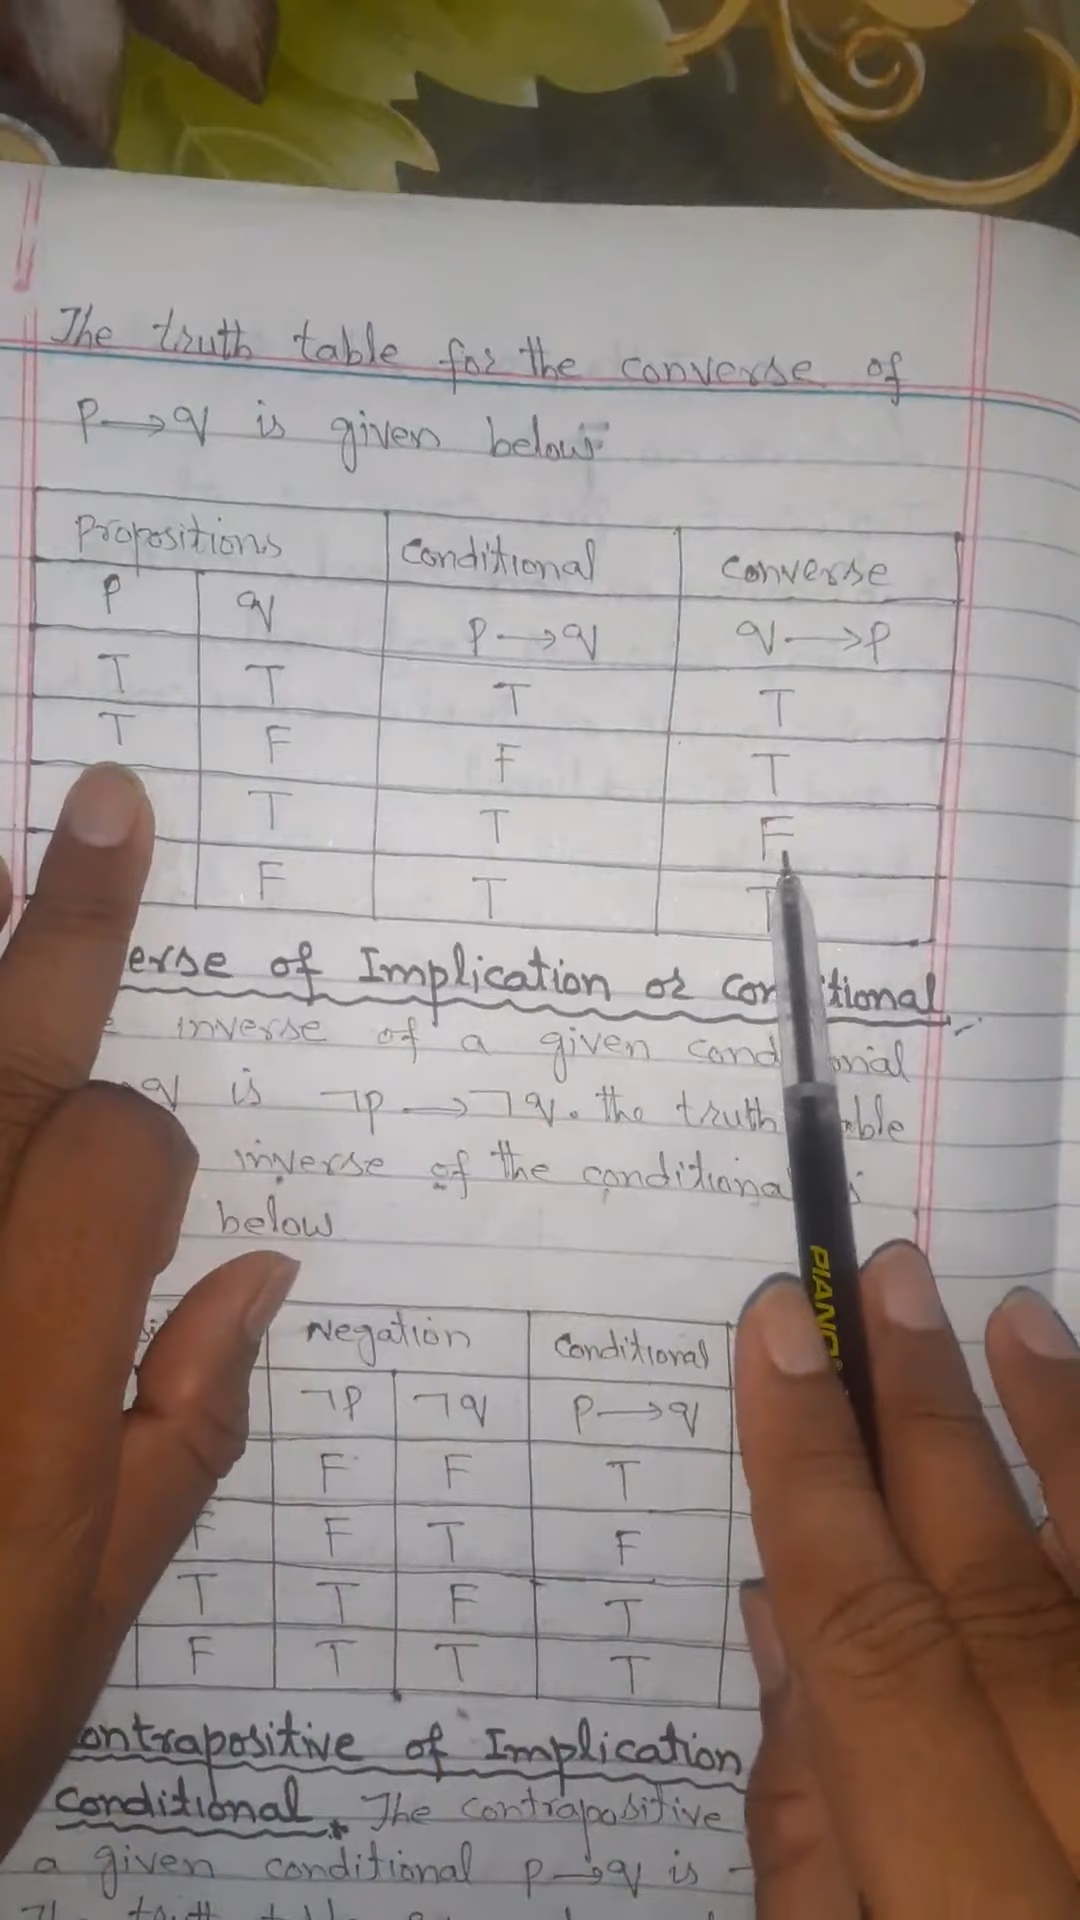 The truth table for the converse of
p → q is given below
Propositions Conditional Converse
P q p → q q → p
T T T T
T F F T
T T F
F T T
erse of Implication or Con tional
inverse of a given cond onal
q is ¬p → ¬q. the truth able
inverse of the conditiona
below
Negation Conditional
¬p ¬q p → q
F F T
F F T F
T T F T
F T T T
ontrapositive of Implication
Conditional. The contrapositive
a given conditional p → q is
PIANO